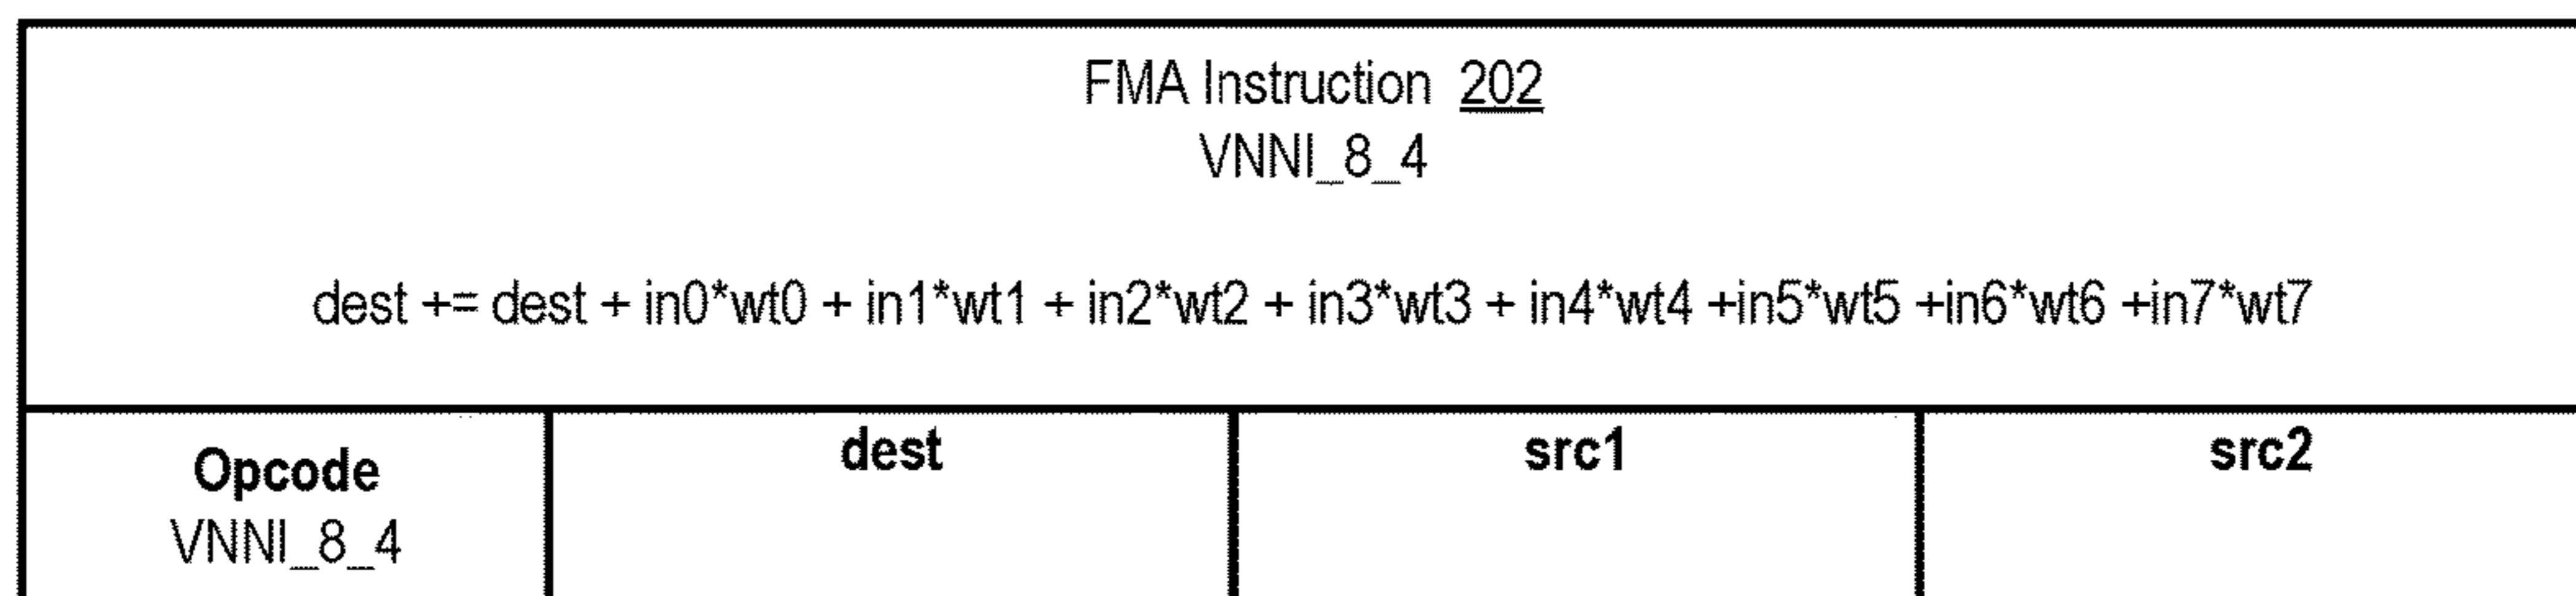 FMA Instruction 202
VNNI_8_4
dest += dest + in0*wt0 + in1*wt1 + in2*wt2 + in3*wt3 + in4*wt4 +in5*wt5 +in6*wt6 +in7*wt7
Opcode
VNNI_8_4
dest
src1
src2